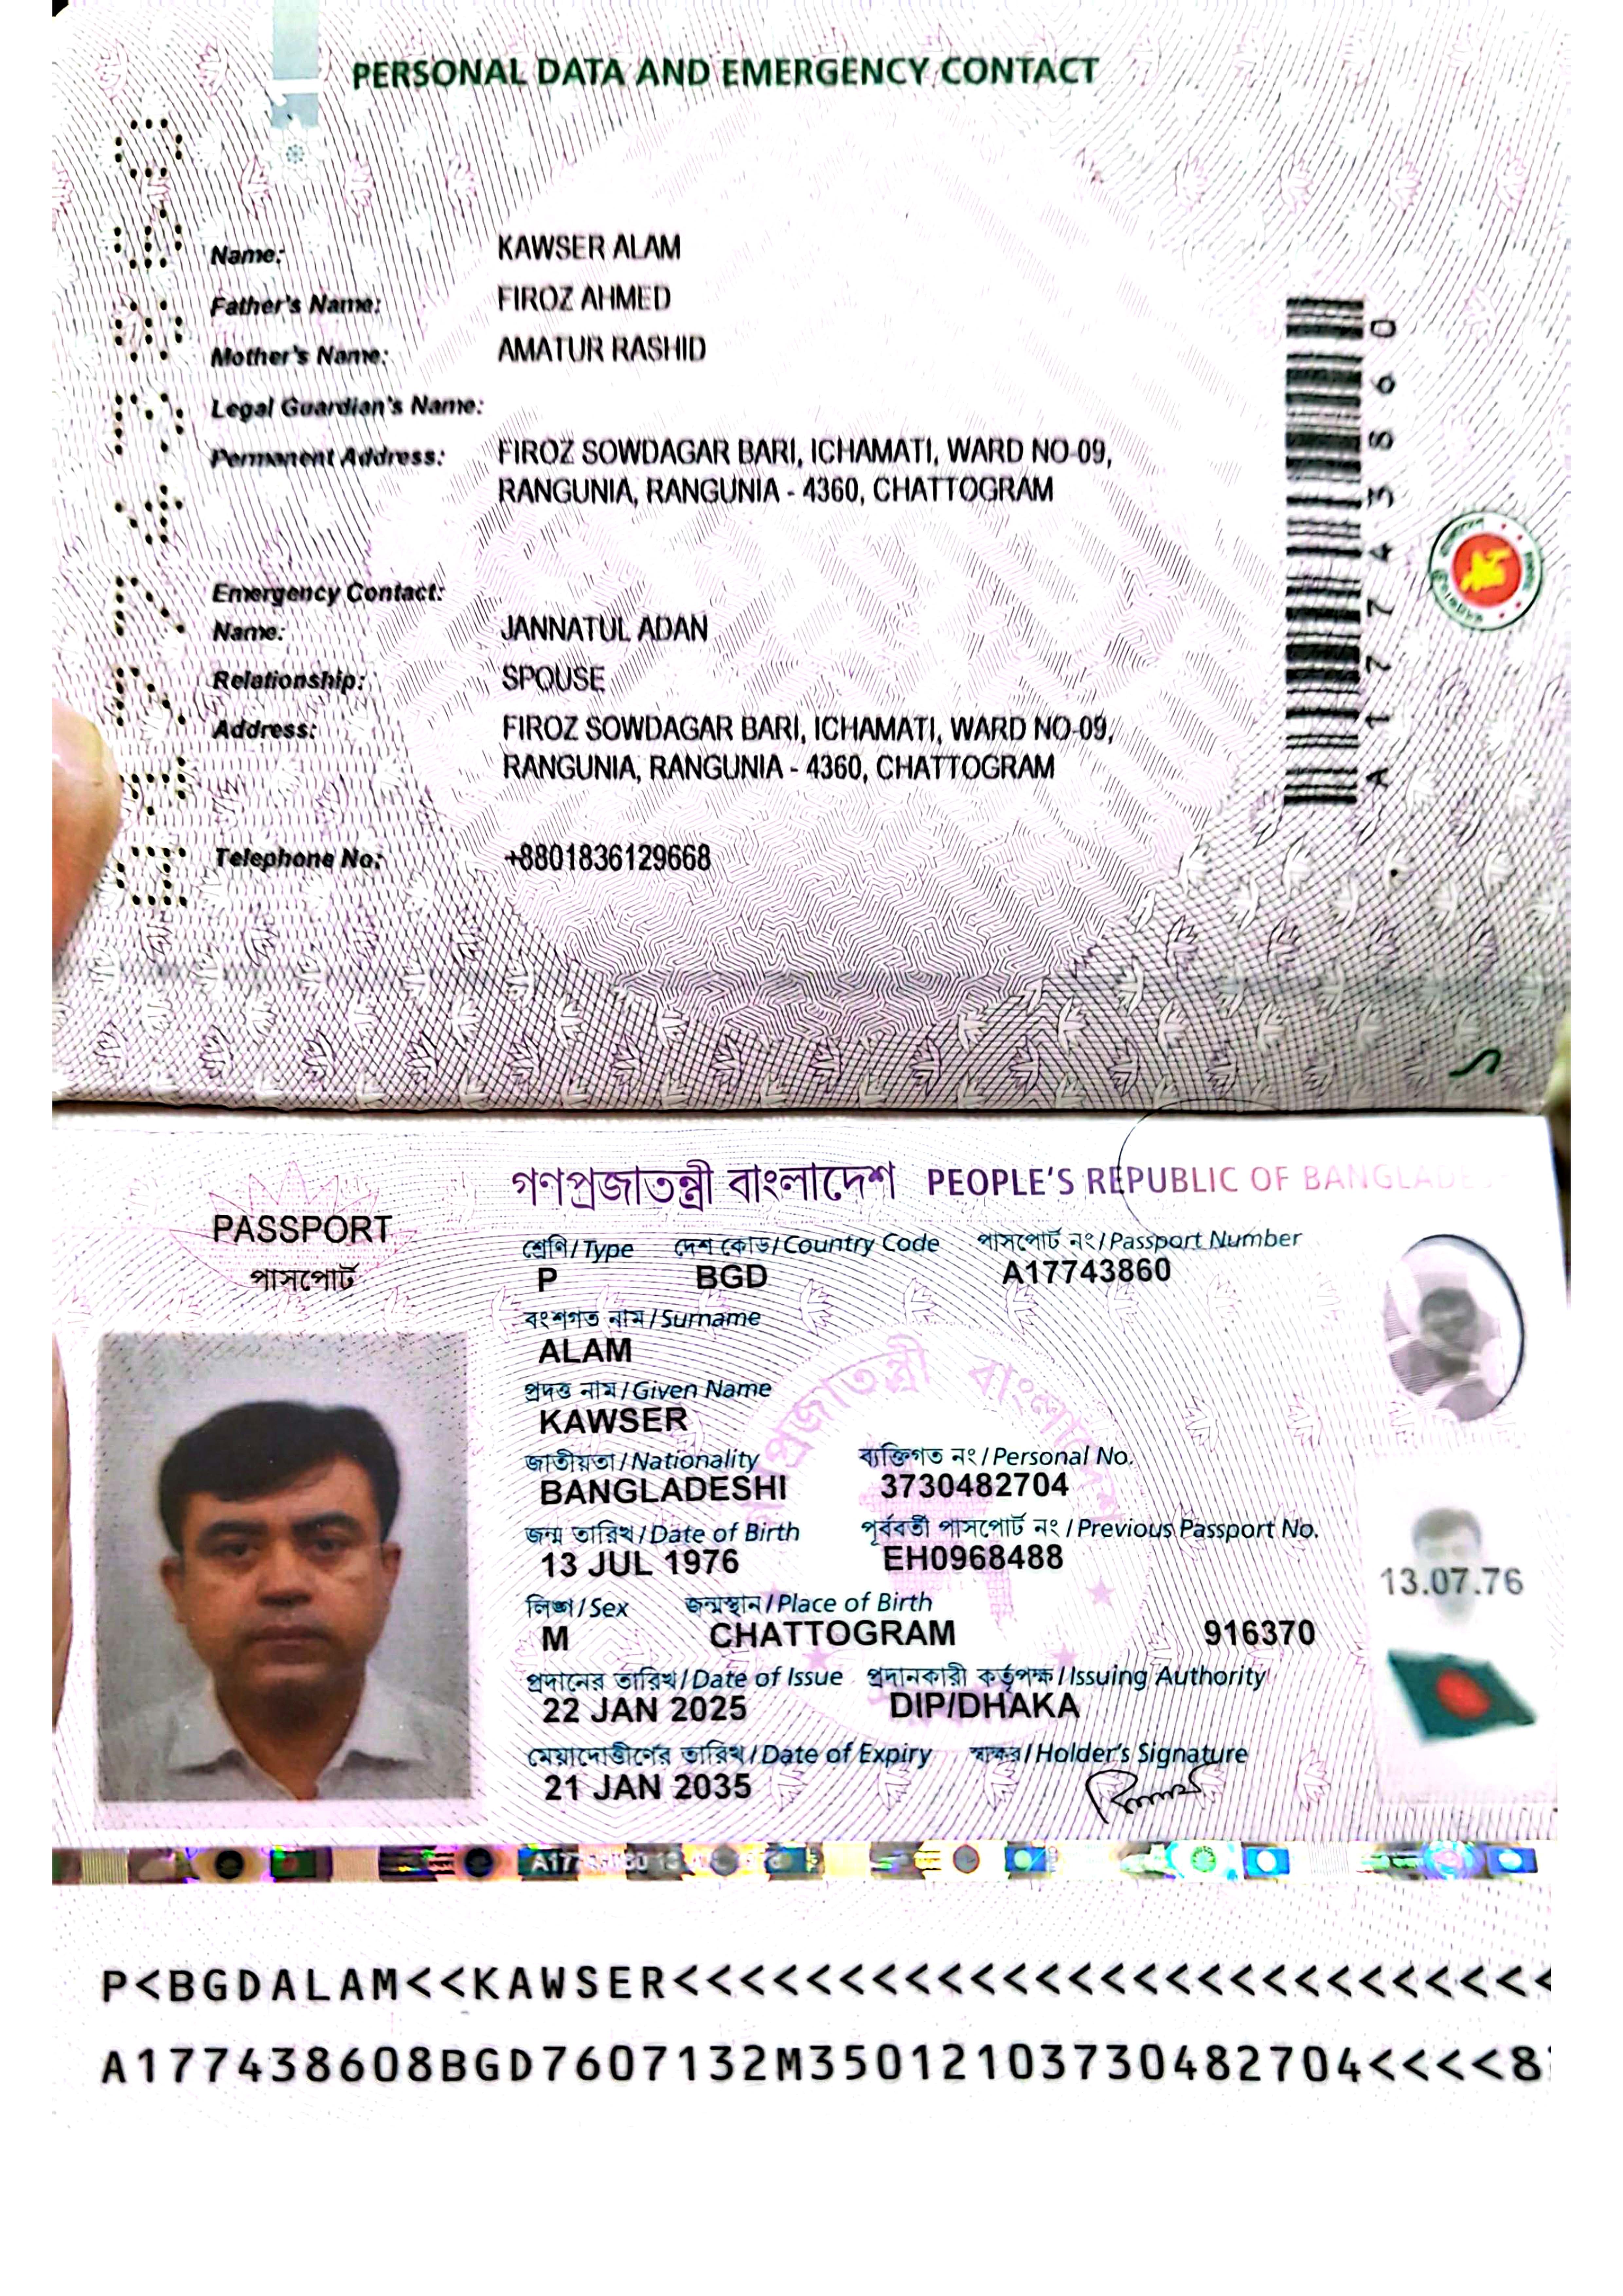 PERSONAL DATA AND EMERGENCY CONTACT
Name: KAWSER ALAM
Father's Name: FIROZ AHMED
Mother's Name: AMATUR RASHID
Legal Guardian's Name:
Permanent Address: FIROZ SOWDAGAR BARI, ICHAMATI, WARD NO-09,
RANGUNIA, RANGUNIA - 4360, CHATTOGRAM
Emergency Contact:
Name: JANNATUL ADAN
Relationship: SPOUSE
Address: FIROZ SOWDAGAR BARI, ICHAMATI, WARD NO-09,
RANGUNIA, RANGUNIA - 4360, CHATTOGRAM
Telephone No: +8801836129668
A17743860
গণপ্রজাতন্ত্রী বাংলাদেশ PEOPLE'S REPUBLIC OF BANGLADE
PASSPORT
পাসপোর্ট
শ্রেণি/Type দেশ কোড/Country Code পাসপোর্ট নং/Passport Number
P BGD A17743860
বংশগত নাম/Surname
ALAM
প্রদত্ত নাম/Given Name
KAWSER
জাতীয়তা/Nationality ব্যক্তিগত নং/Personal No.
BANGLADESHI 3730482704
জন্ম তারিখ/Date of Birth পূর্ববর্তী পাসপোর্ট নং/Previous Passport No.
13 JUL 1976 EH0968488
13.07.76
লিঙ্গ/Sex জন্মস্থান/Place of Birth
M CHATTOGRAM 916370
প্রদানের তারিখ/Date of Issue প্রদানকারী কর্তৃপক্ষ/Issuing Authority
22 JAN 2025 DIP/DHAKA
মেয়াদোত্তীর্ণের তারিখ/Date of Expiry স্বাক্ষর/Holder's Signature
21 JAN 2035
P<BGDALAM<<KAWSER<<<<<<<<<<<<<<<<<<<<<<<<<<<
A177438608BGD7607132M35012103730482704<<<<8